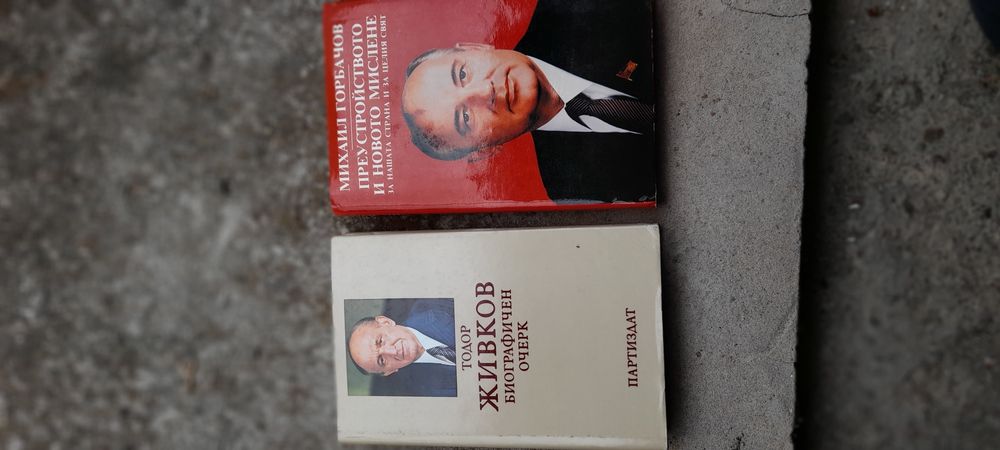 МИХАИЛ ГОРБАЧОВ
ПРЕУСТРОЙСТВОТО
И НОВОТО МИСЛЕНЕ
ЗА НАШАТА СТРАНА И ЗА ЦЕЛИЯ СВЯТ
ТОДОР
ЖИВКОВ
БИОГРАФИЧЕН
ОЧЕРК
ПАРТИЗДАТ